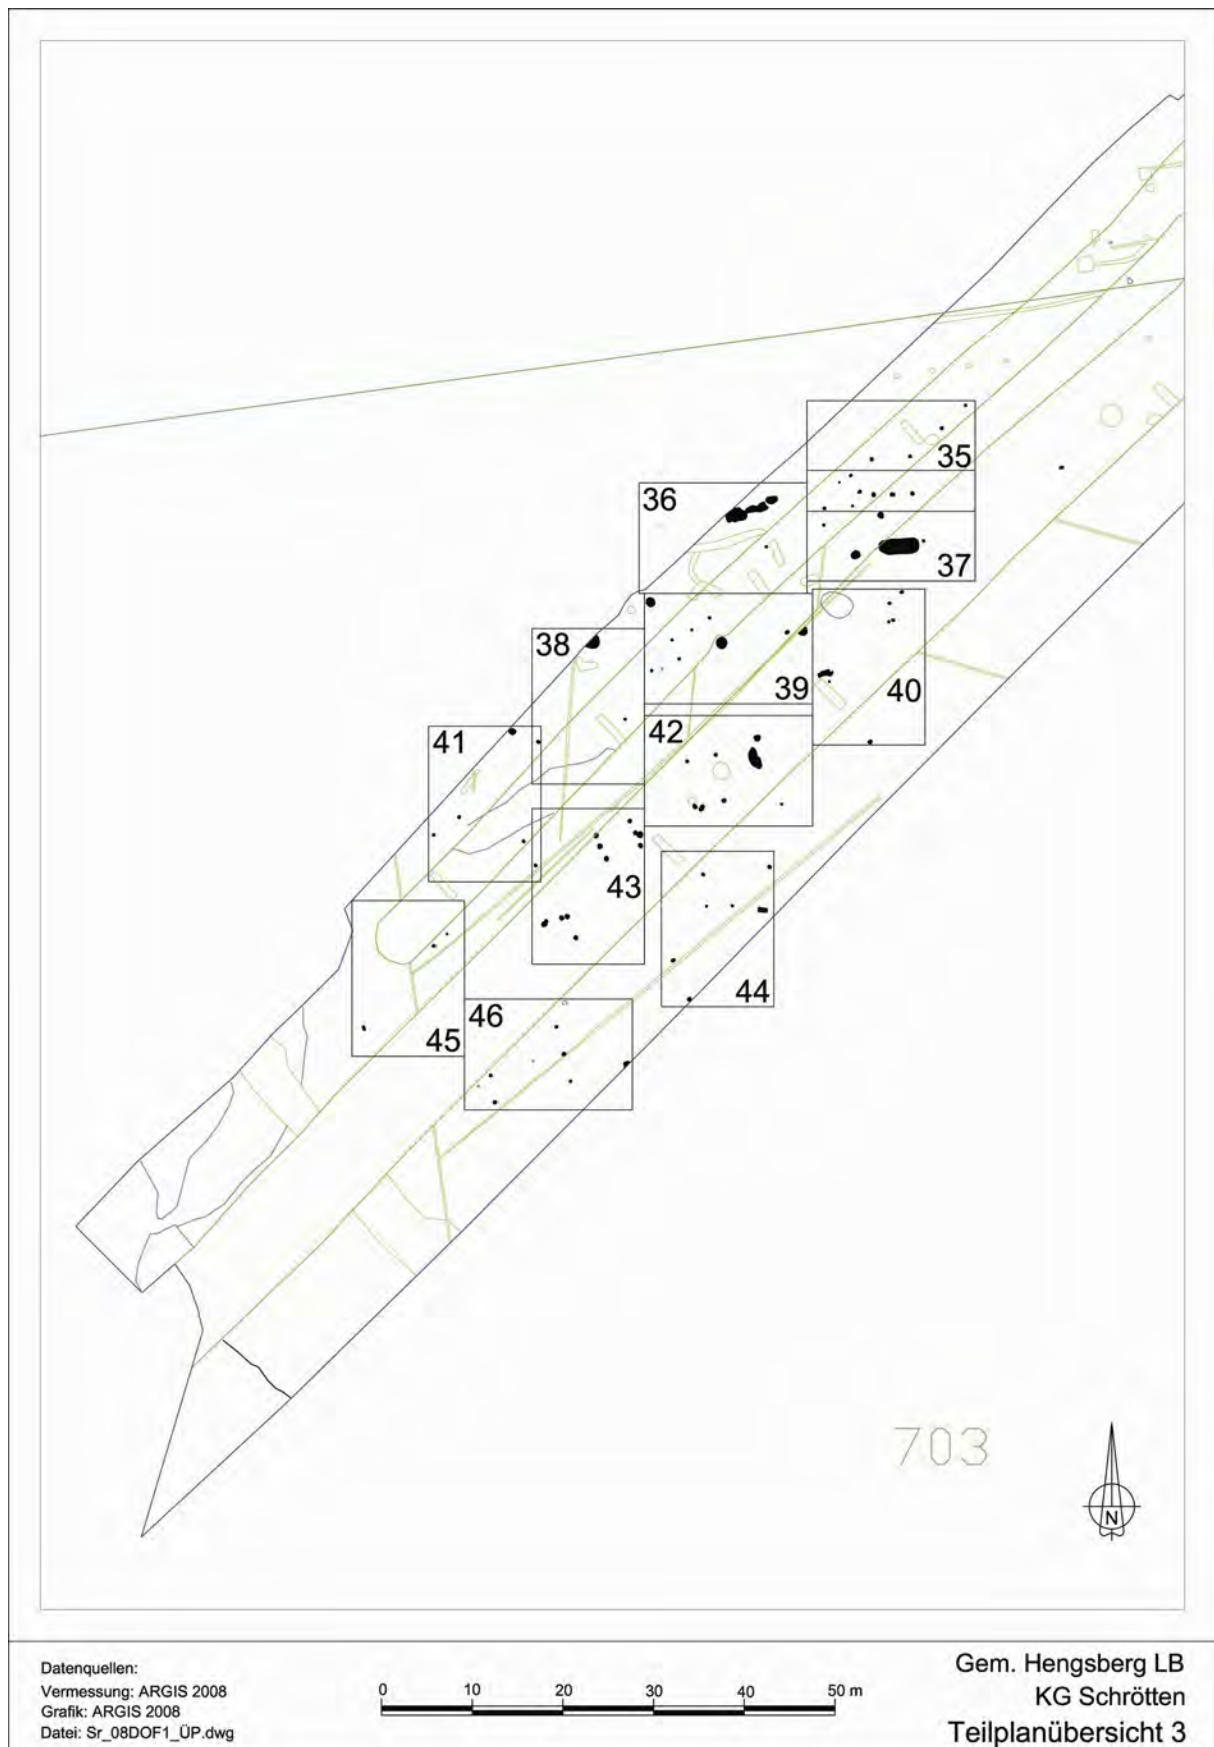 35
36
37
38
39
40
41
42
43
44
45
46
703
N
Datenquellen:
Vermessung: ARGIS 2008
Grafik: ARGIS 2008
Datei: Sr_08DOF1_ÜP.dwg
0 10 20 30 40 50 m
Gem. Hengsberg LB
KG Schrötten
Teilplanübersicht 3